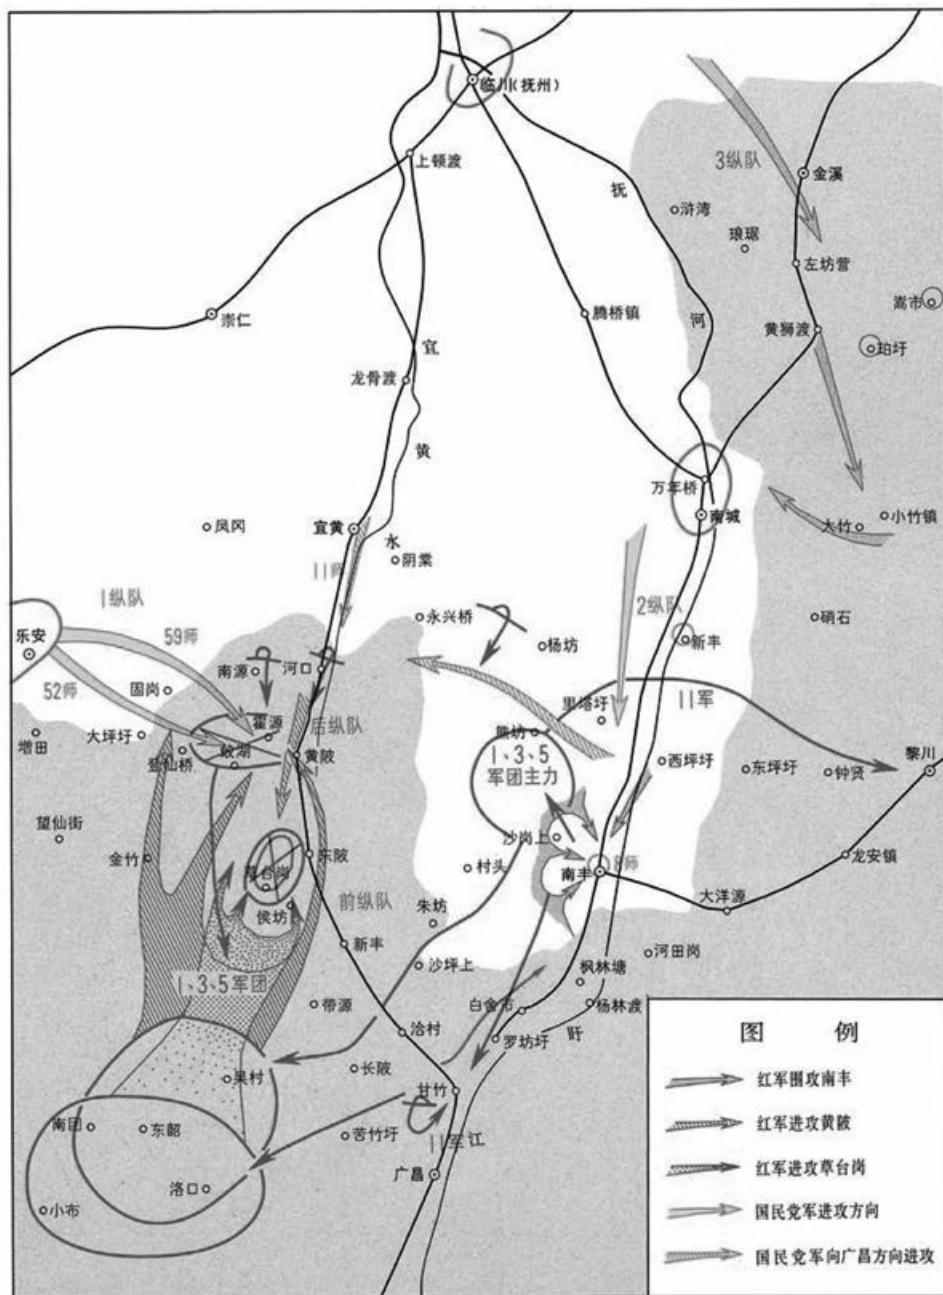 临川(抚州)
上顿渡
3纵队
金溪
抚
浒湾
琅琚
左坊营
嵩市
崇仁
腾桥镇
河
黄狮渡
珀圩
宜
龙骨渡
黄
万年桥
南城
凤冈
宜黄
水
大竹
小竹镇
阴棠
11师
1纵队
2纵队
永兴桥
硝石
乐安
59师
杨坊
新丰
南源
河口
52师
固岗
11军
里塔圩
增田
大坪圩
霍源
后纵队
熊坊
黎川
登仙桥
蛟湖
黄陂
1、3、5
军团主力
西坪圩
东坪圩
钟贤
望仙街
沙岗上
金竹
东陂
村头
南丰
8师
龙安镇
草台岗
侯坊
前纵队
朱坊
大洋源
新丰
河田岗
沙坪上
1、3、5军团
枫林塘
带源
白舍市
杨林渡
洽村
罗坊圩
盱
吴村
长陂
甘竹
南团
东韶
苦竹圩
11军
江
广昌
洛口
小布
图 例
红军围攻南丰
红军进攻黄陂
红军进攻草台岗
国民党军进攻方向
国民党军向广昌方向进攻